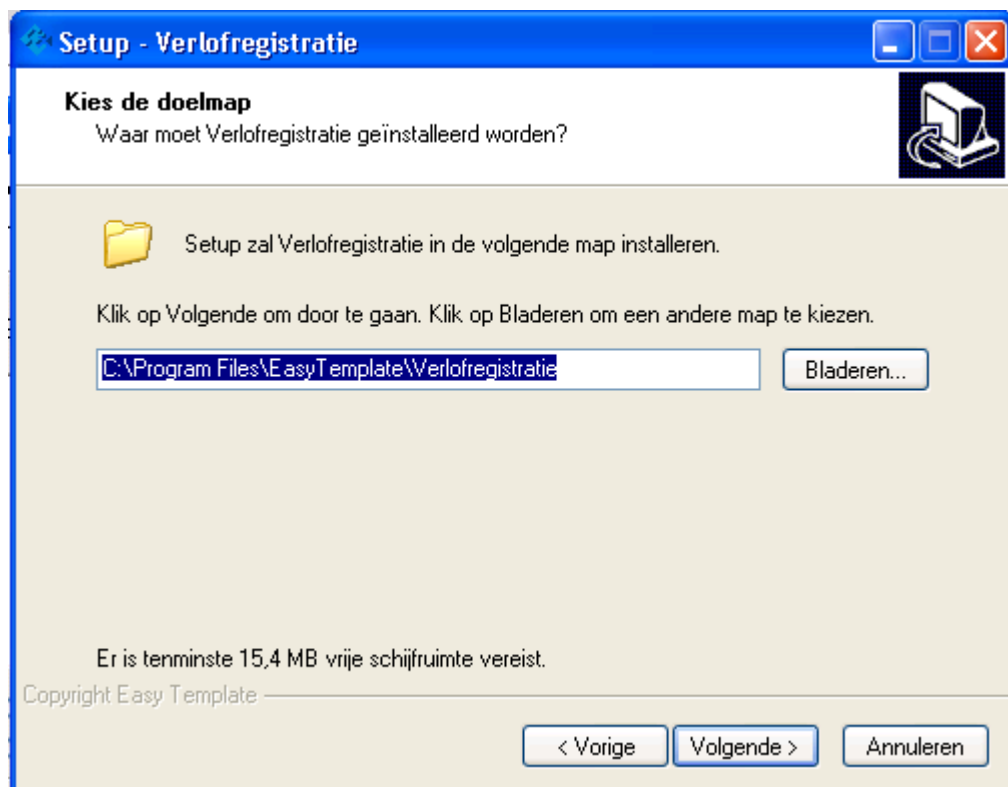 Setup - Verlofregistratie
Kies de doelmap
Waar moet Verlofregistratie geïnstalleerd worden?
Setup zal Verlofregistratie in de volgende map installeren.
Klik op Volgende om door te gaan. Klik op Bladeren om een andere map te kiezen.
C:\Program Files\EasyTemplate\Verlofregistratie
Bladeren...
Er is tenminste 15,4 MB vrije schijfruimte vereist.
Copyright Easy Template
< Vorige
Volgende >
Annuleren